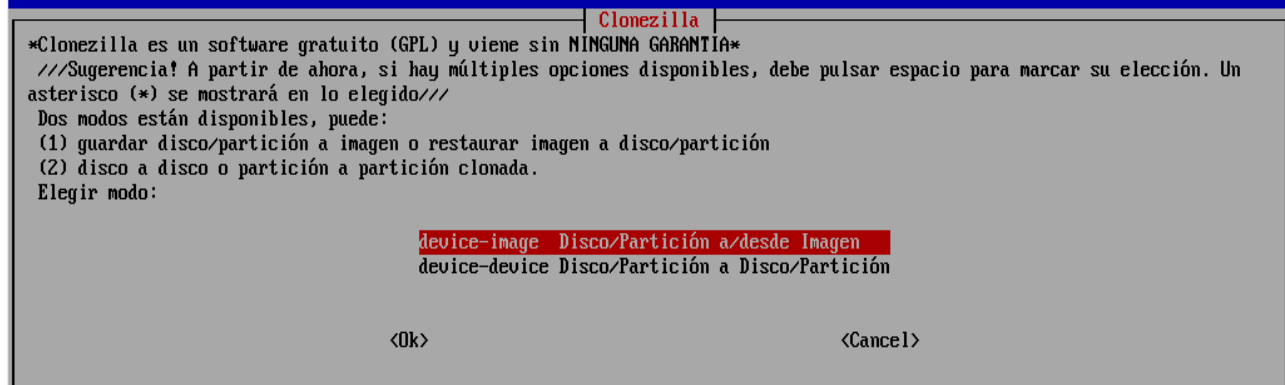 Clonezilla
*Clonezilla es un software gratuito (GPL) y viene sin NINGUNA GARANTIA*
///Sugerencia! A partir de ahora, si hay múltiples opciones disponibles, debe pulsar espacio para marcar su elección. Un
asterisco (*) se mostrará en lo elegido///
Dos modos están disponibles, puede:
(1) guardar disco/partición a imagen o restaurar imagen a disco/partición
(2) disco a disco o partición a partición clonada.
Elegir modo:
device-image Disco/Partición a/desde Imagen
device-device Disco/Partición a Disco/Partición
<Ok> <Cancel>